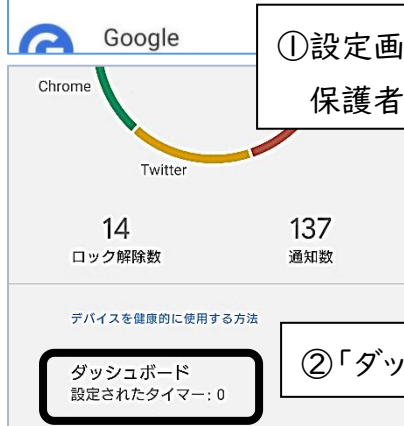 Google
①設定画
保護者
Chrome
Twitter
14
ロック解除数
137
通知数
デバイスを健康的に使用する方法
ダッシュボード
設定されたタイマー: 0
②「ダッ